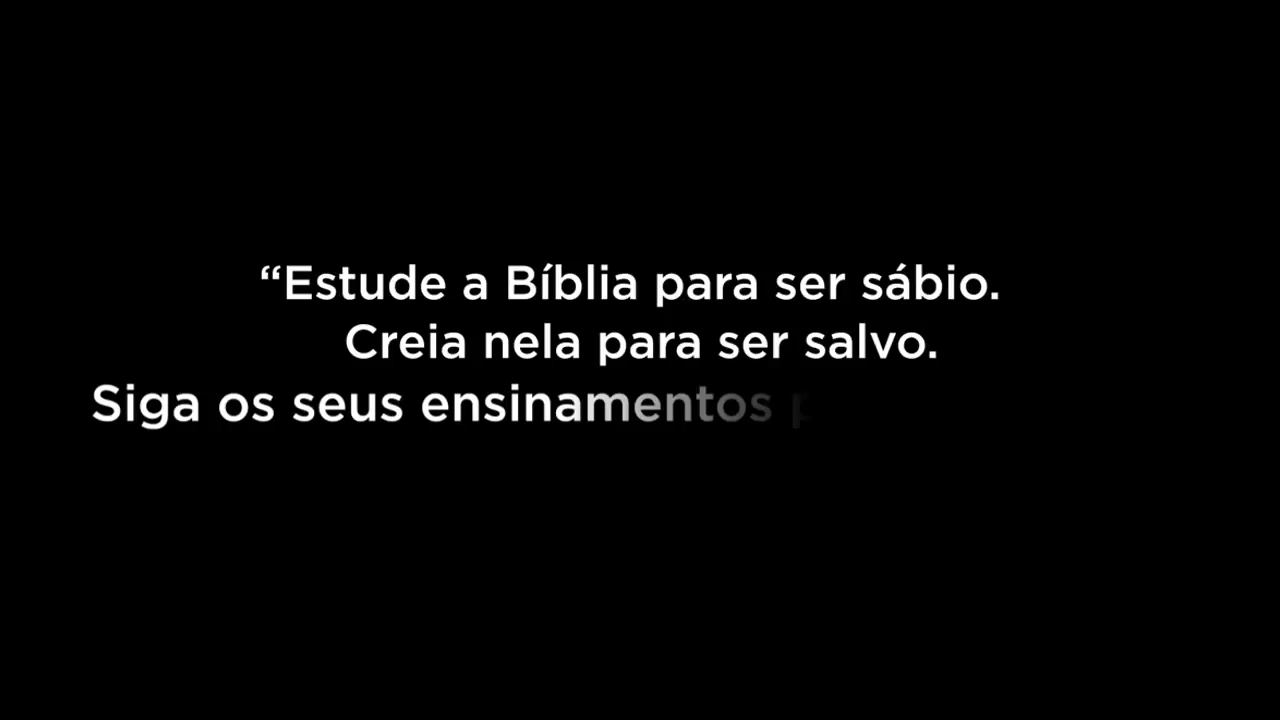 “Estude a Bíblia para ser sábio.
Creia nela para ser salvo.
Siga os seus ensinamentos